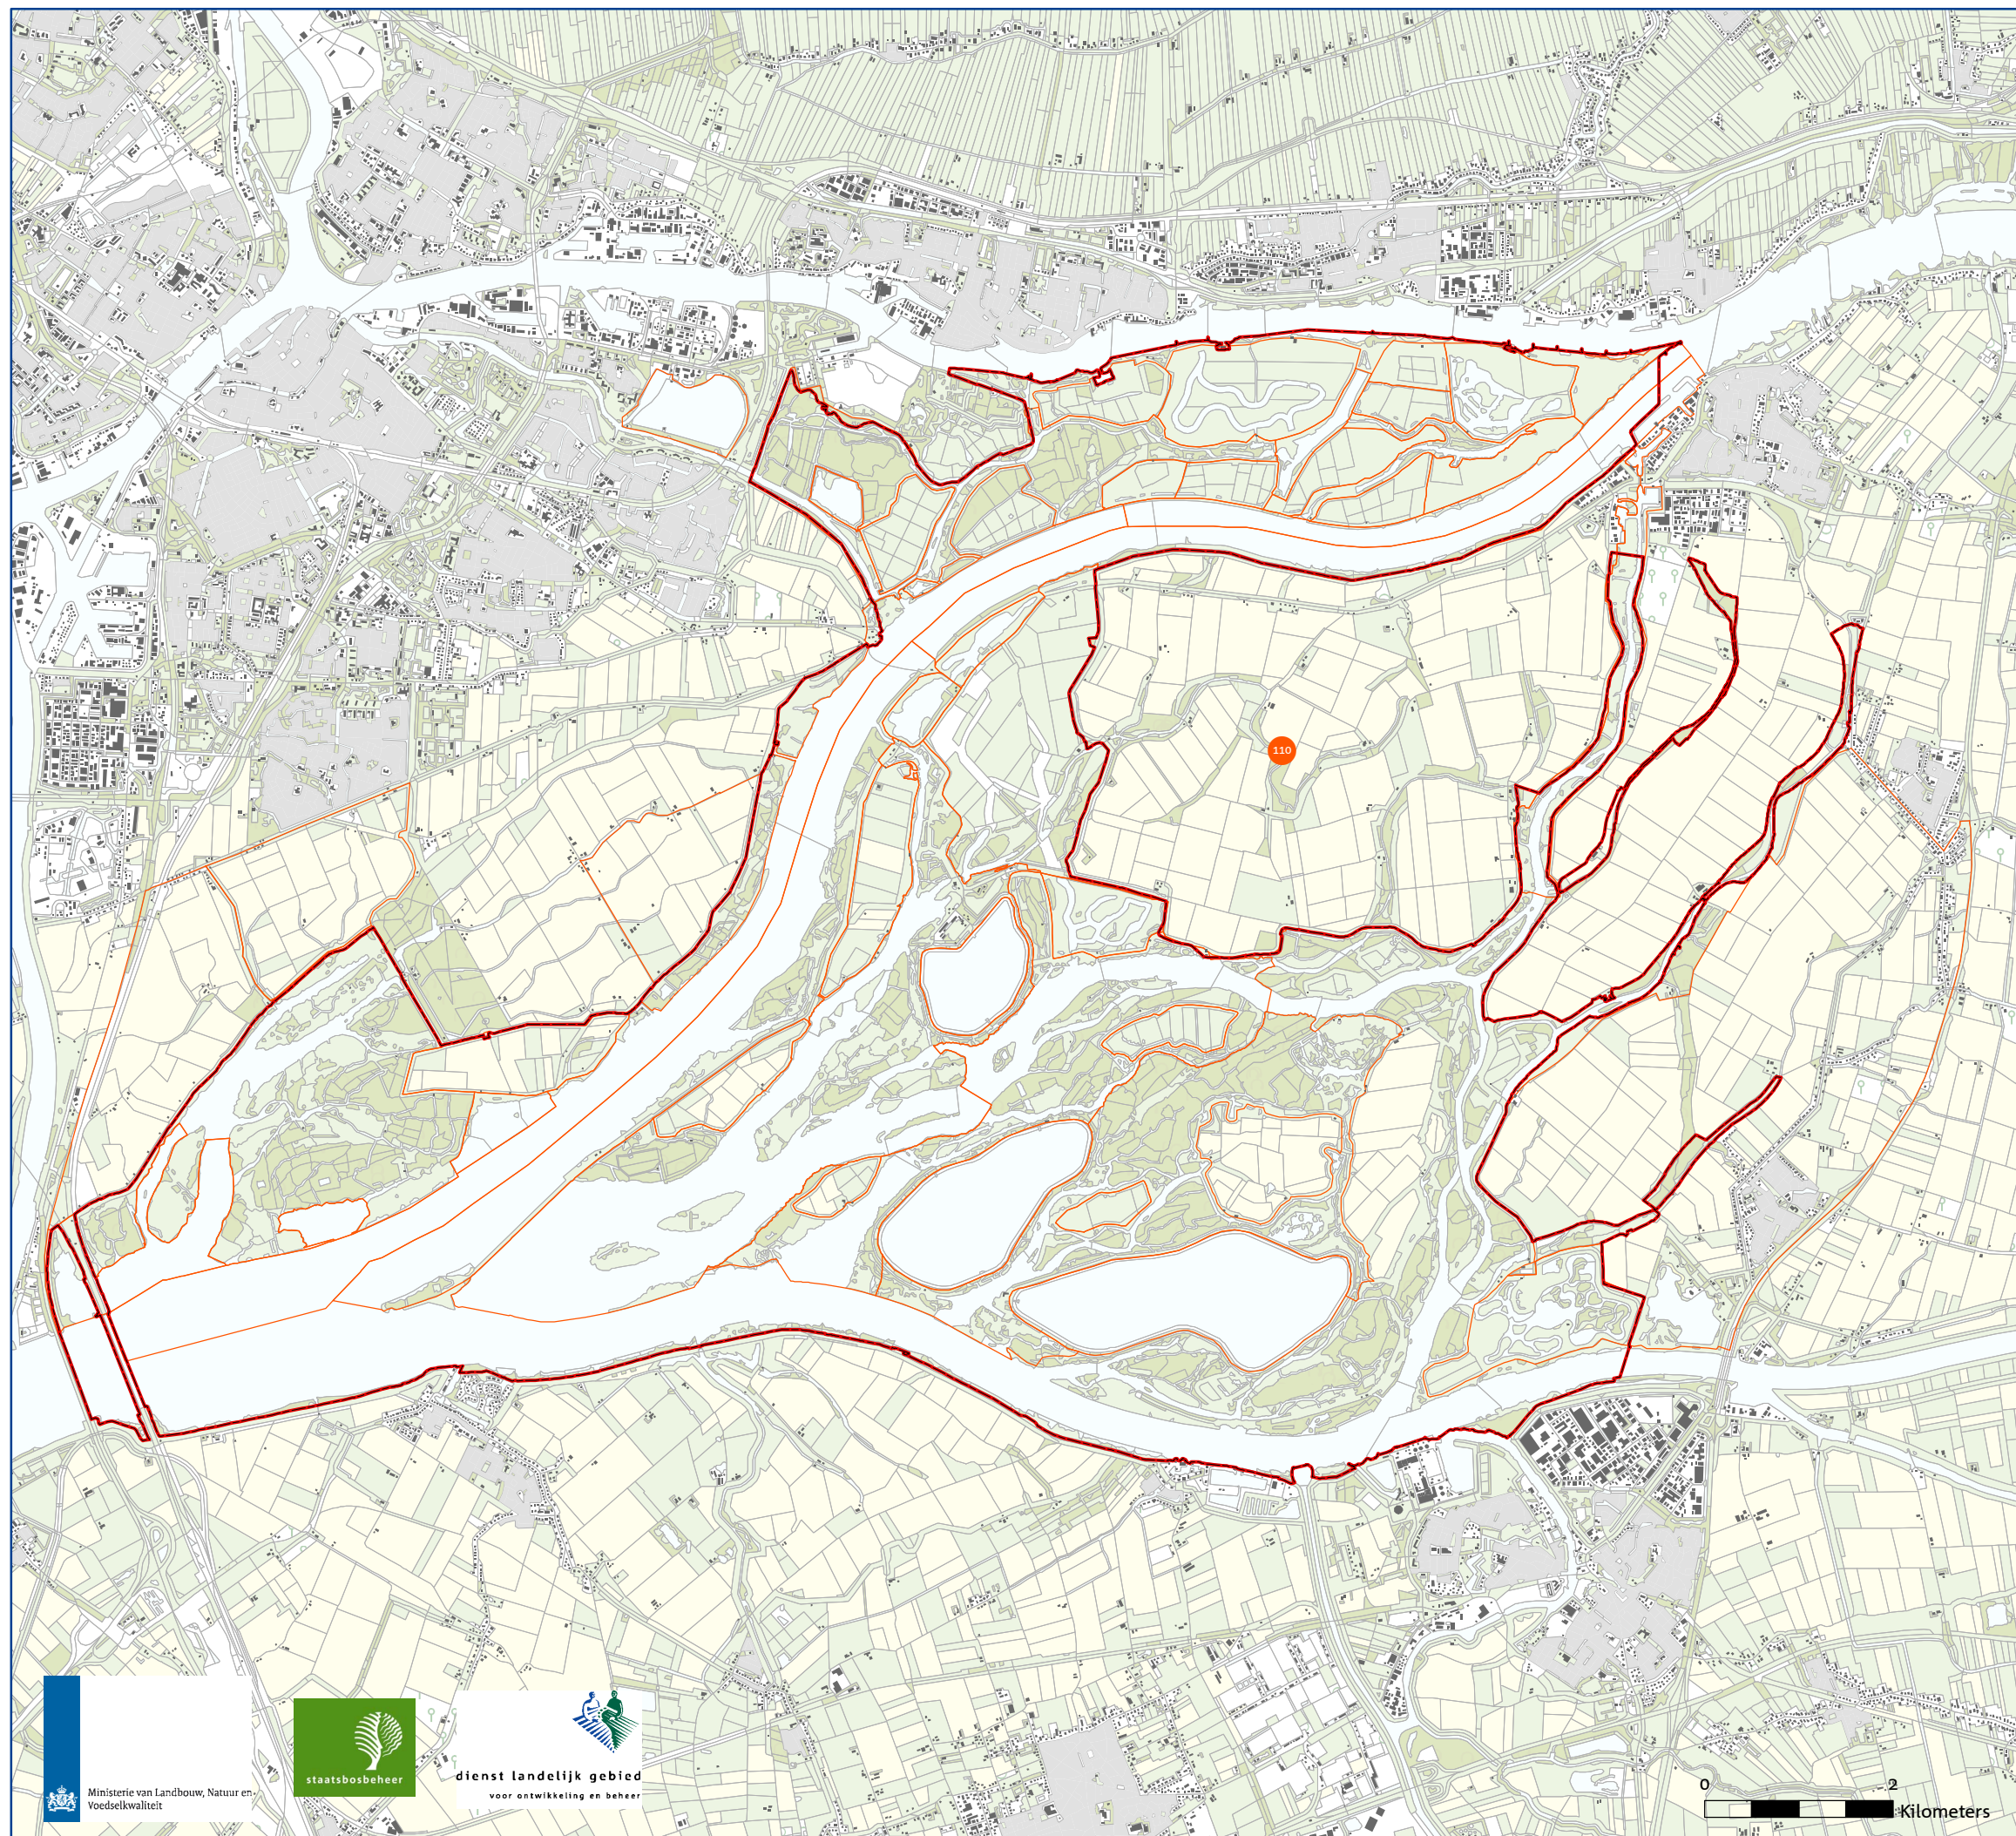 110
Ministerie van Landbouw, Natuur en
Voedselkwaliteit
staatsbosbeheer
dienst landelijk gebied
voor ontwikkeling en beheer
0 2
Kilometers